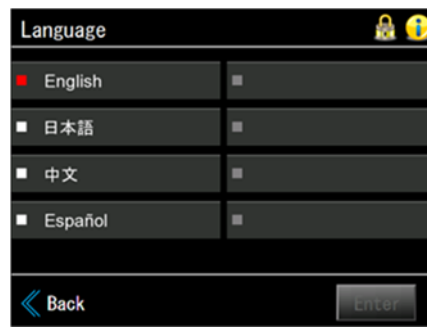 Language
English
日本語
中文
Español
Back
Enter